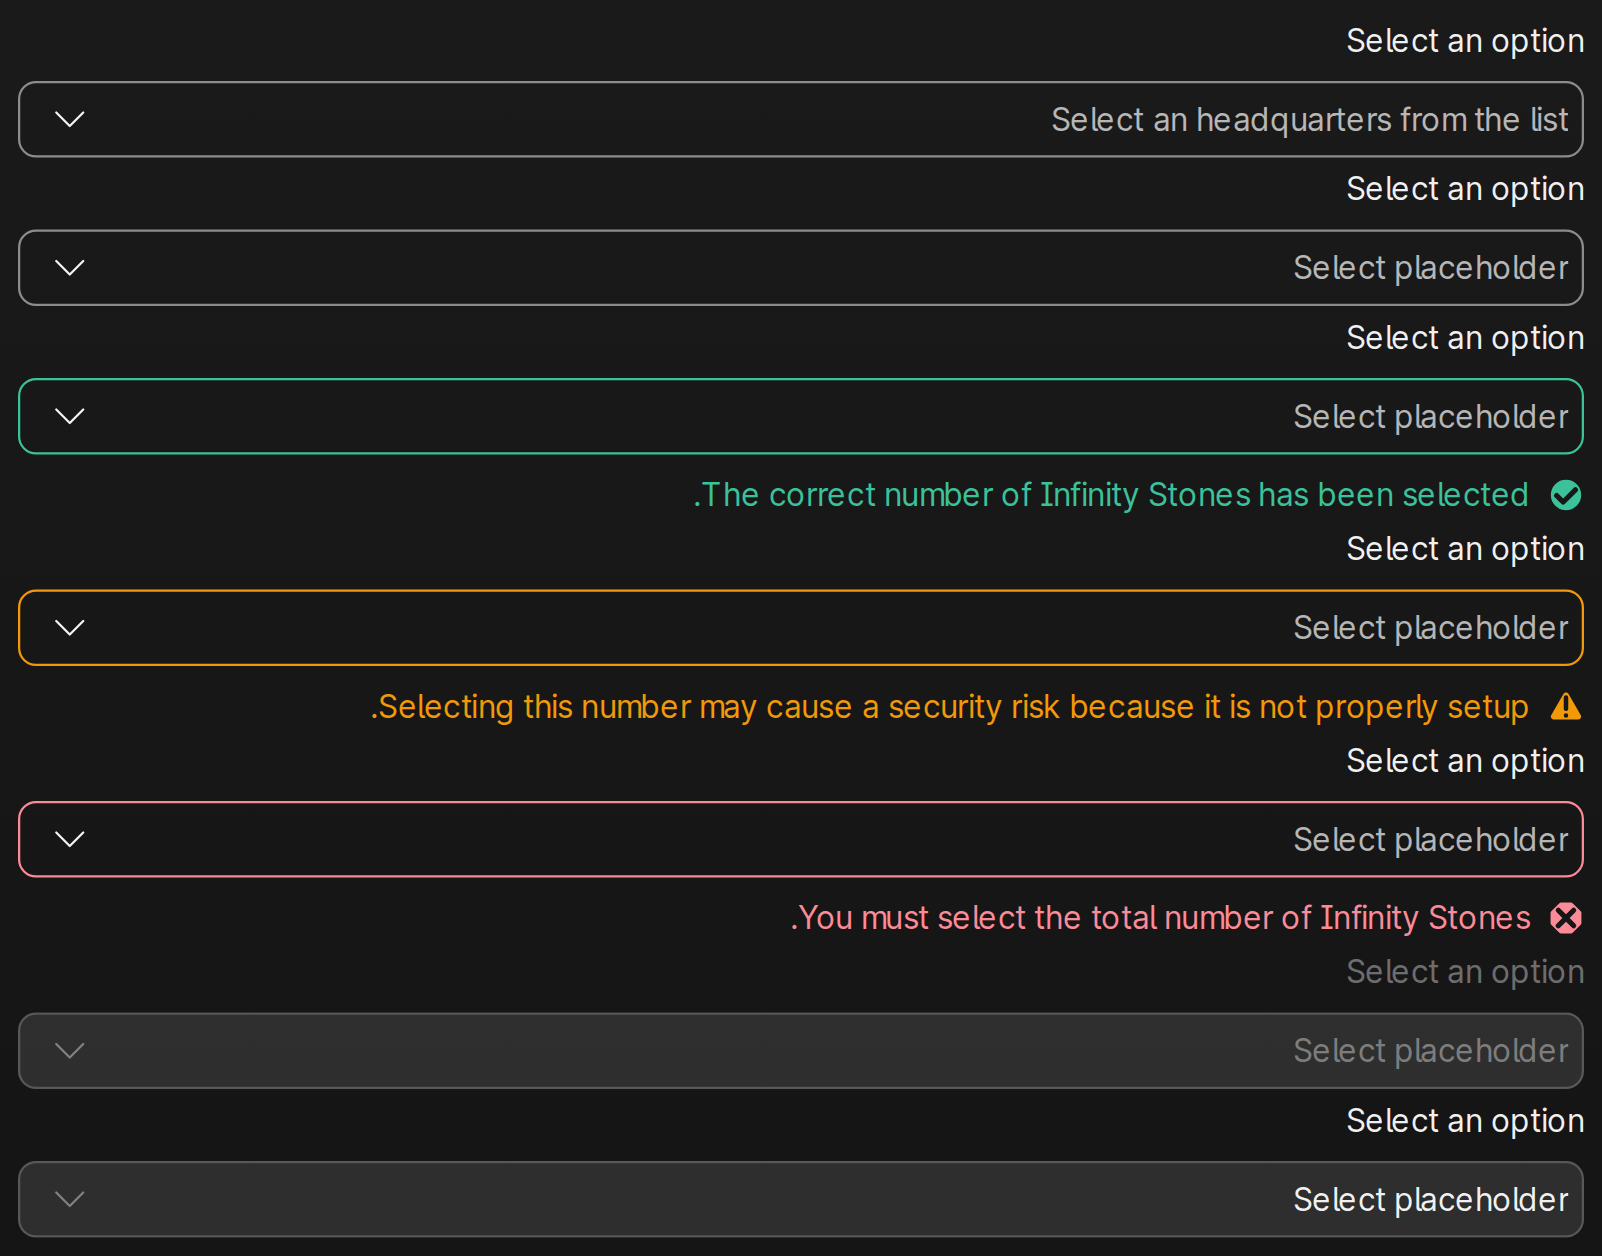 Select an option
Select an headquarters from the list
Select an option
Select placeholder
Select an option
Select placeholder
.The correct number of Infinity Stones has been selected
Select an option
Select placeholder
.Selecting this number may cause a security risk because it is not properly setup
Select an option
Select placeholder
.You must select the total number of Infinity Stones
Select an option
Select placeholder
Select an option
Select placeholder